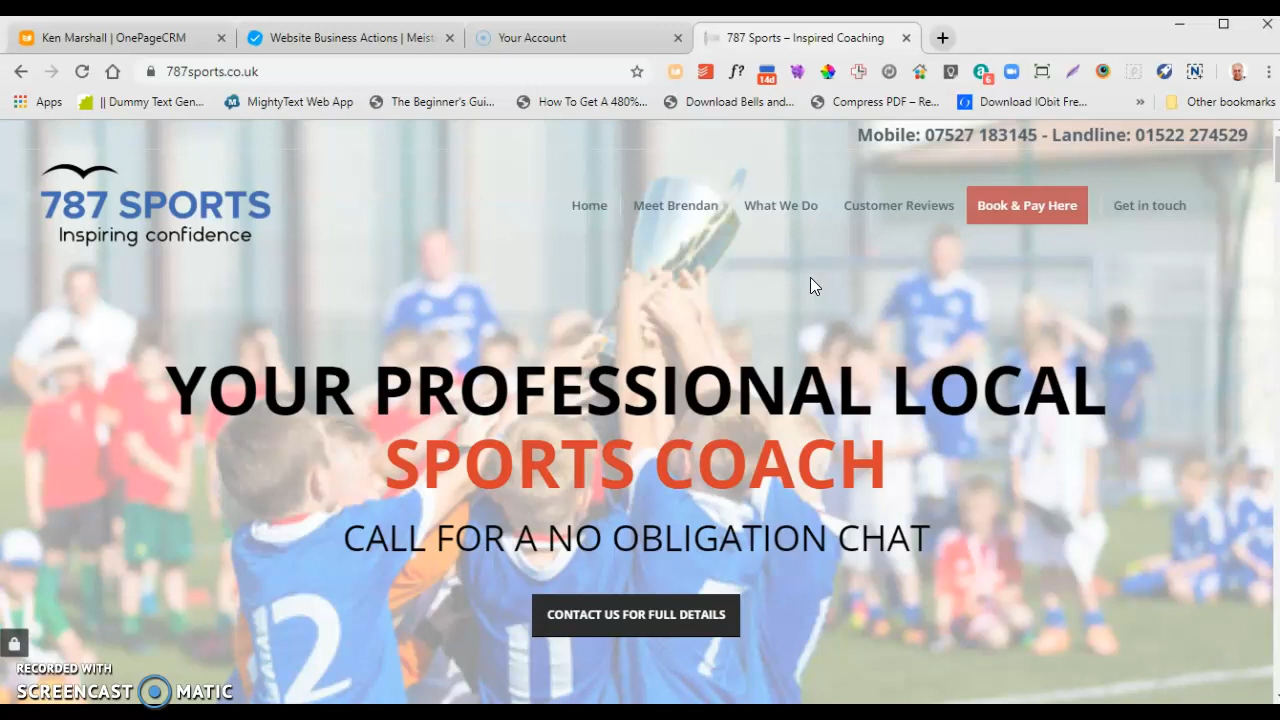 Ken Marshall | OnePageCRM
Website Business Actions | Meist
Your Account
787 Sports – Inspired Coaching
787sports.co.uk
f?
14d
6
N
Apps
|| Dummy Text Gen...
MightyText Web App
The Beginner's Gui...
How To Get A 480%...
Download Bells and...
Compress PDF – Re...
Download IObit Fre...
»
Other bookmarks
Mobile: 07527 183145 - Landline: 01522 274529
787 SPORTS
Inspiring confidence
Home
Meet Brendan
What We Do
Customer Reviews
Book & Pay Here
Get in touch
YOUR PROFESSIONAL LOCAL
SPORTS COACH
CALL FOR A NO OBLIGATION CHAT
CONTACT US FOR FULL DETAILS
12
7
RECORDED WITH
SCREENCAST MATIC